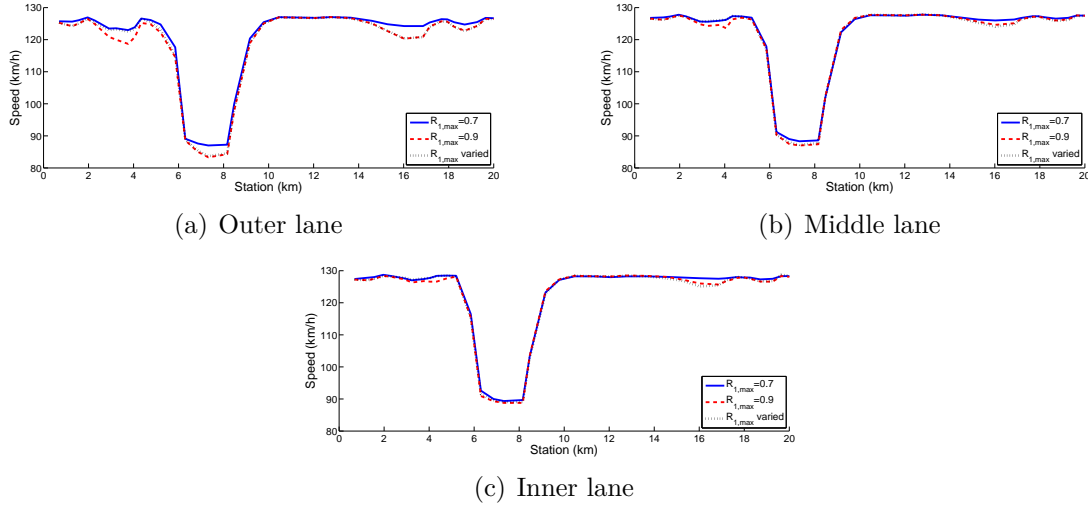 130
120
110
100
90
80
Speed (km/h)
0 2 4 6 8 10 12 14 16 18 20
Station (km)
R1,max=0.7
R1,max=0.9
R1,max varied
(a) Outer lane
130
120
110
100
90
80
Speed (km/h)
0 2 4 6 8 10 12 14 16 18 20
Station (km)
R1,max=0.7
R1,max=0.9
R1,max varied
(b) Middle lane
130
120
110
100
90
80
Speed (km/h)
0 2 4 6 8 10 12 14 16 18 20
Station (km)
R1,max=0.7
R1,max=0.9
R1,max varied
(c) Inner lane